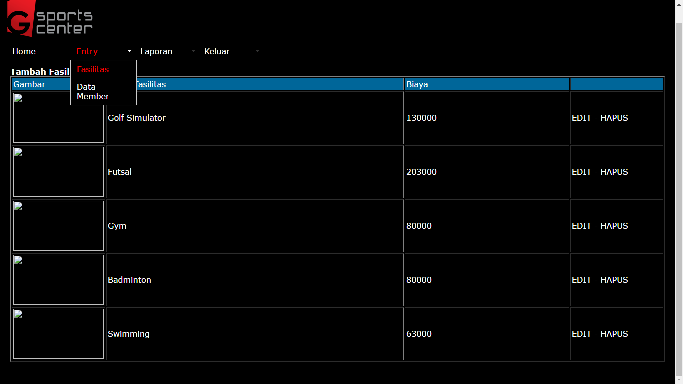 G sports center
Home Entry Laporan Keluar
Fasilitas
Data Member
Tambah Fasil
Gambar Fasilitas Biaya
Golf Simulator 130000 EDIT HAPUS
Futsal 203000 EDIT HAPUS
Gym 80000 EDIT HAPUS
Badminton 80000 EDIT HAPUS
Swimming 63000 EDIT HAPUS